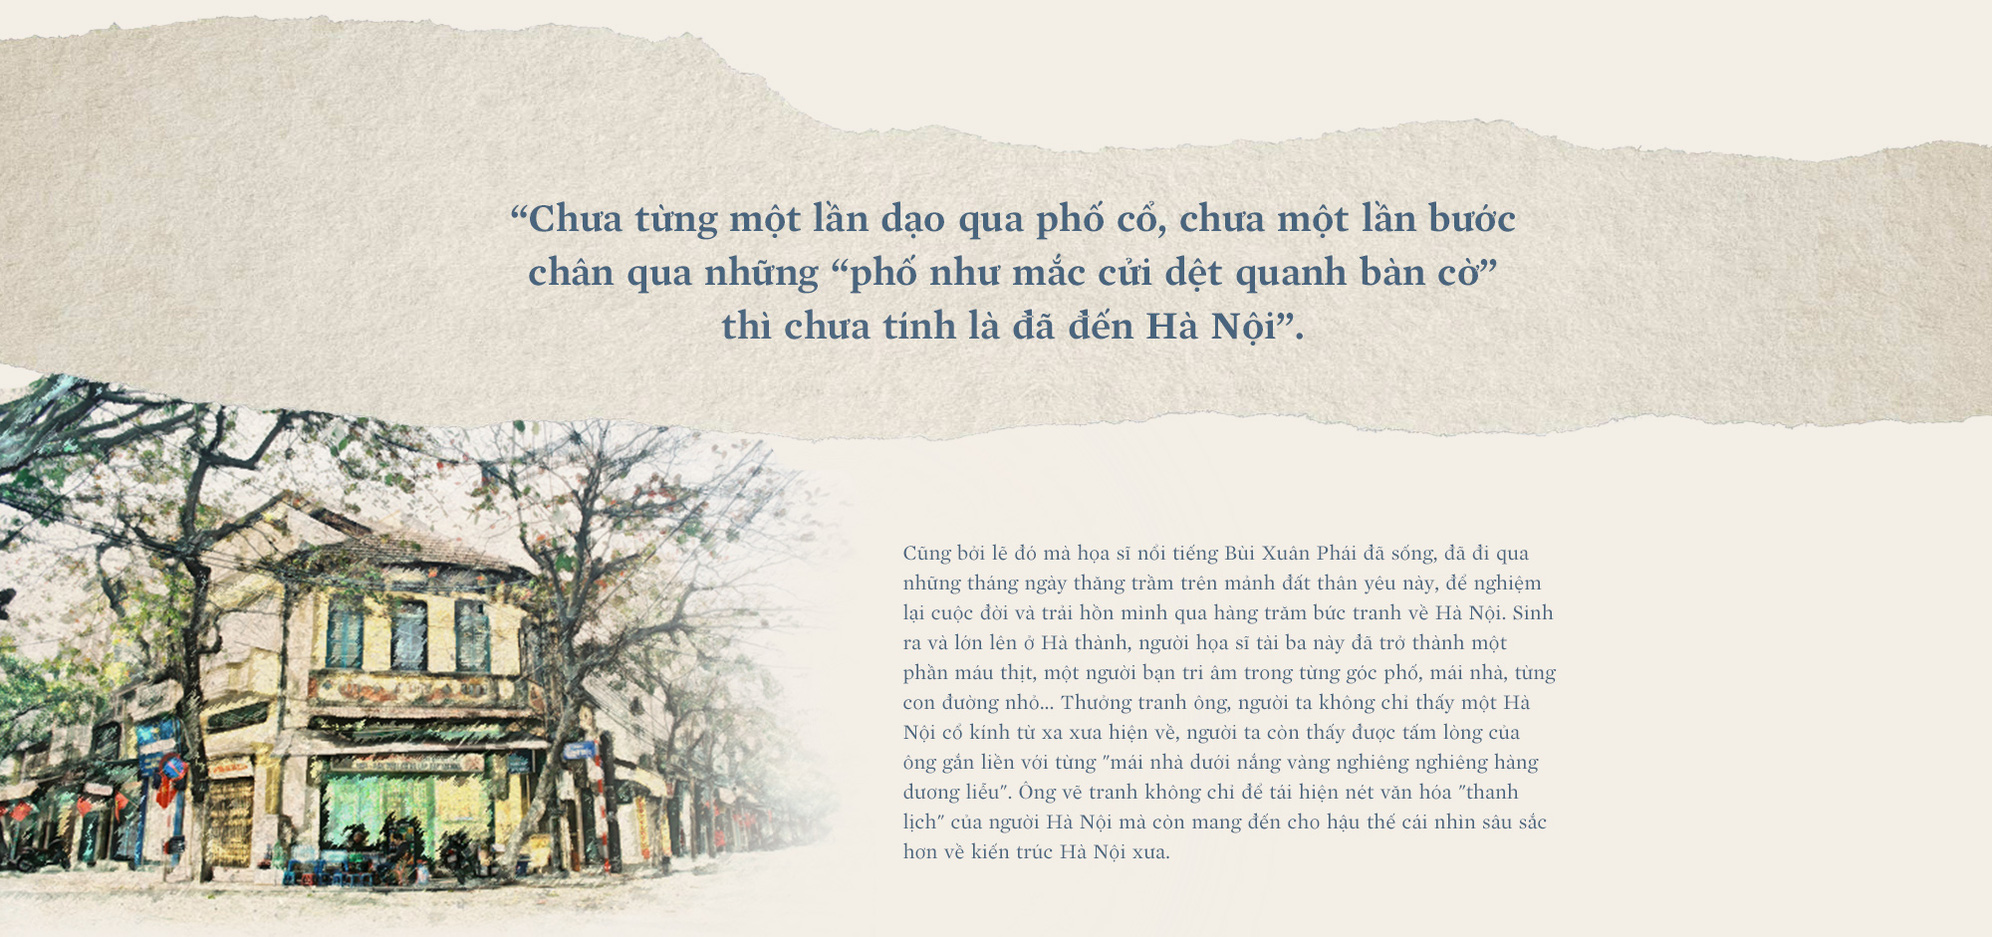 “Chưa từng một lần dạo qua phố cổ, chưa một lần bước
chân qua những “phố như mắc cửi dệt quanh bàn cờ”
thì chưa tính là đã đến Hà Nội”.
Cũng bởi lẽ đó mà họa sĩ nổi tiếng Bùi Xuân Phái đã sống, đã đi qua
những tháng ngày thăng trầm trên mảnh đất thân yêu này, để nghiệm
lại cuộc đời và trải hồn mình qua hàng trăm bức tranh về Hà Nội. Sinh
ra và lớn lên ở Hà thành, người họa sĩ tài ba này đã trở thành một
phần máu thịt, một người bạn tri âm trong từng góc phố, mái nhà, từng
con đường nhỏ... Thưởng tranh ông, người ta không chỉ thấy một Hà
Nội cổ kính từ xa xưa hiện về, người ta còn thấy được tấm lòng của
ông gắn liền với từng "mái nhà dưới nắng vàng nghiêng nghiêng hàng
dương liễu". Ông vẽ tranh không chỉ để tái hiện nét văn hóa "thanh
lịch" của người Hà Nội mà còn mang đến cho hậu thế cái nhìn sâu sắc
hơn về kiến trúc Hà Nội xưa.